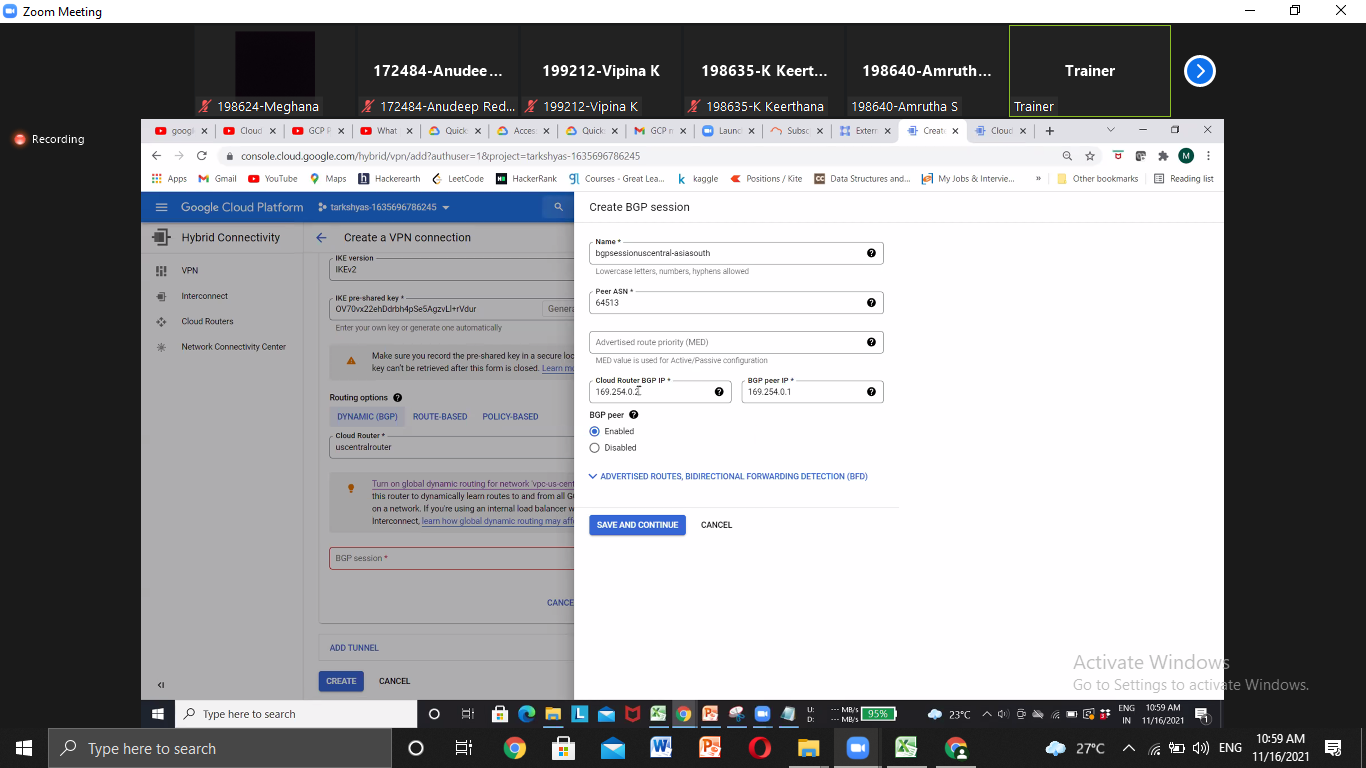 Zoom Meeting
172484-Anudee...
199212-Vipina K
198635-K Keert...
198640-Amruth...
Trainer
198624-Meghana
172484-Anudeep Red...
199212-Vipina K
198635-K Keerthana
198640-Amrutha S
Trainer
Recording
googl
Cloud
GCP F
What
Quick
Acces
Quick
GCP n
Launc
Subsc
Extern
Creat
Cloud
console.cloud.google.com/hybrid/vpn/add?authuser=1&project=tarkshyas-1635696786245
M
Apps
Gmail
YouTube
Maps
Hackerearth
LeetCode
HackerRank
Courses - Great Lea...
kaggle
Positions / Kite
Data Structures and...
My Jobs & Intervie...
»
Other bookmarks
Reading list
Google Cloud Platform
tarkshyas-1635696786245
Hybrid Connectivity
VPN
Interconnect
Cloud Routers
Network Connectivity Center
Create a VPN connection
IKE version
IKEv2
IKE pre-shared key *
Genera
Enter your own key or generate one automatically
Make sure you record the pre-shared key in a secure loc
key can't be retrieved after this form is closed. Learn mo
Routing options
DYNAMIC (BGP)
ROUTE-BASED
POLICY-BASED
Cloud Router *
uscentralrouter
Turn on global dynamic routing for network 'vpc-us-cent
this router to dynamically learn routes to and from all G
on a network. If you're using an internal load balancer w
Interconnect, learn how global dynamic routing may affe
BGP session *
CANCE
ADD TUNNEL
CREATE
CANCEL
Create BGP session
Name *
bgpsessionuscentral-asiasouth
Lowercase letters, numbers, hyphens allowed
Peer ASN *
64513
Advertised route priority (MED)
MED value is used for Active/Passive configuration
Cloud Router BGP IP *
169.254.0.2
BGP peer IP *
169.254.0.1
BGP peer
Enabled
Disabled
ADVERTISED ROUTES, BIDIRECTIONAL FORWARDING DETECTION (BFD)
SAVE AND CONTINUE
CANCEL
Activate Windows
Go to Settings to activate Windows.
Type here to search
U: --- MB/s
D: --- MB/s
95%
23°C
ENG
IN
10:59 AM
11/16/2021
1
Type here to search
27°C
ENG
10:59 AM
11/16/2021